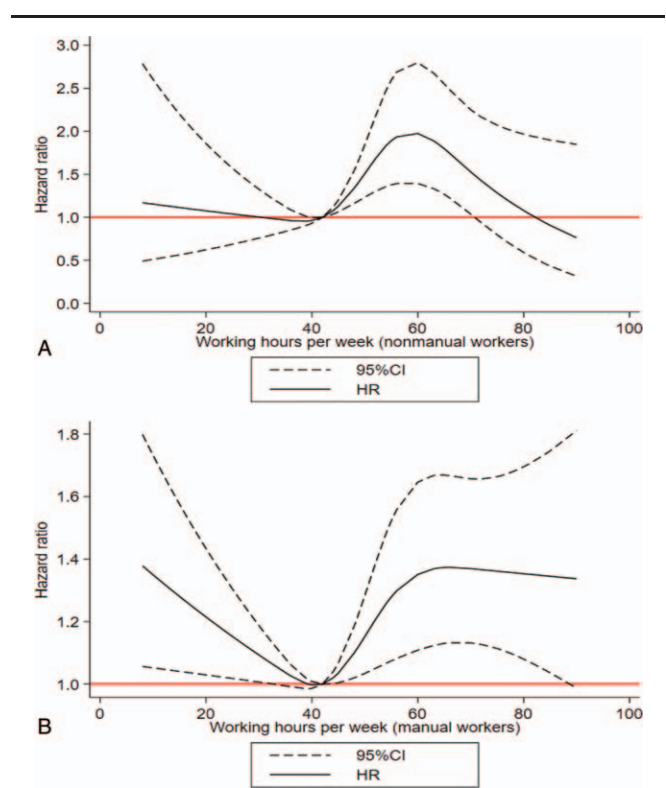 3.0
2.5
2.0
1.5
1.0
0.5
0.0
Hazard ratio
0 20 40 60 80 100
Working hours per week (nonmanual workers)
A
95%CI
HR
1.8
1.6
1.4
1.2
1.0
Hazard ratio
0 20 40 60 80 100
Working hours per week (manual workers)
B
95%CI
HR